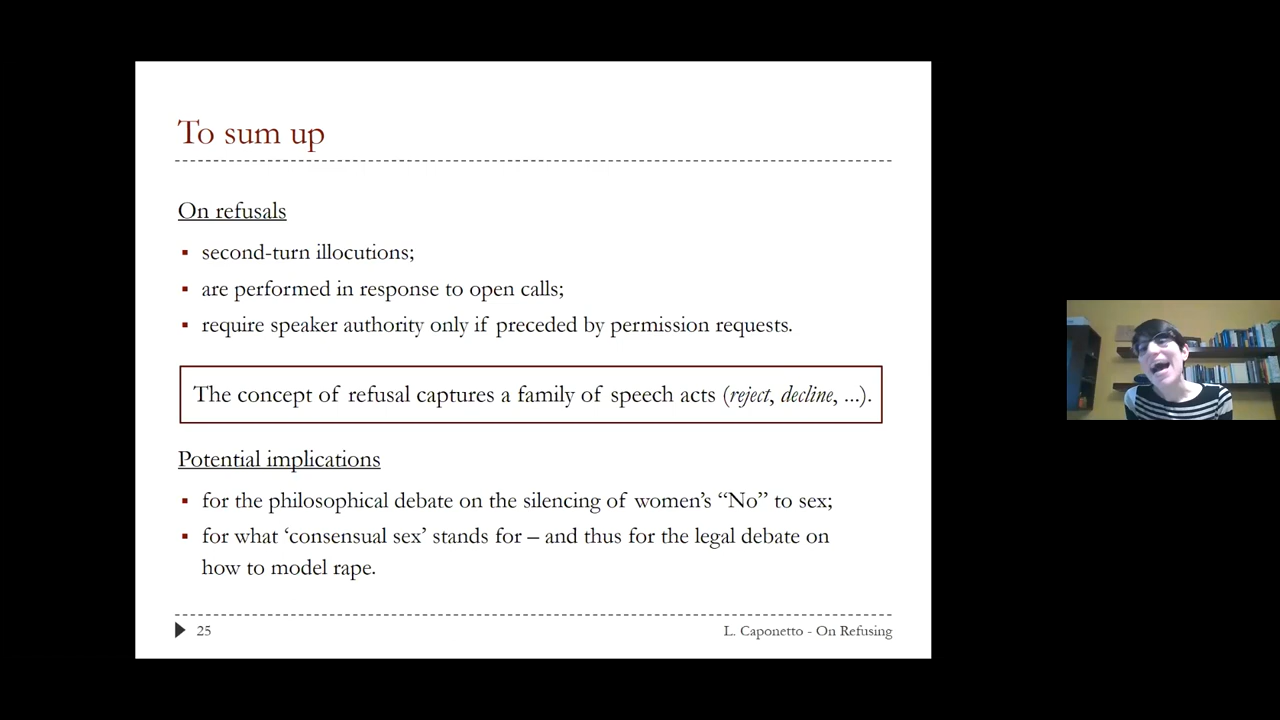 To sum up
On refusals
▪ second-turn illocutions;
▪ are performed in response to open calls;
▪ require speaker authority only if preceded by permission requests.
The concept of refusal captures a family of speech acts (reject, decline, ...).
Potential implications
▪ for the philosophical debate on the silencing of women’s “No” to sex;
▪ for what ‘consensual sex’ stands for – and thus for the legal debate on
how to model rape.
25
L. Caponetto - On Refusing